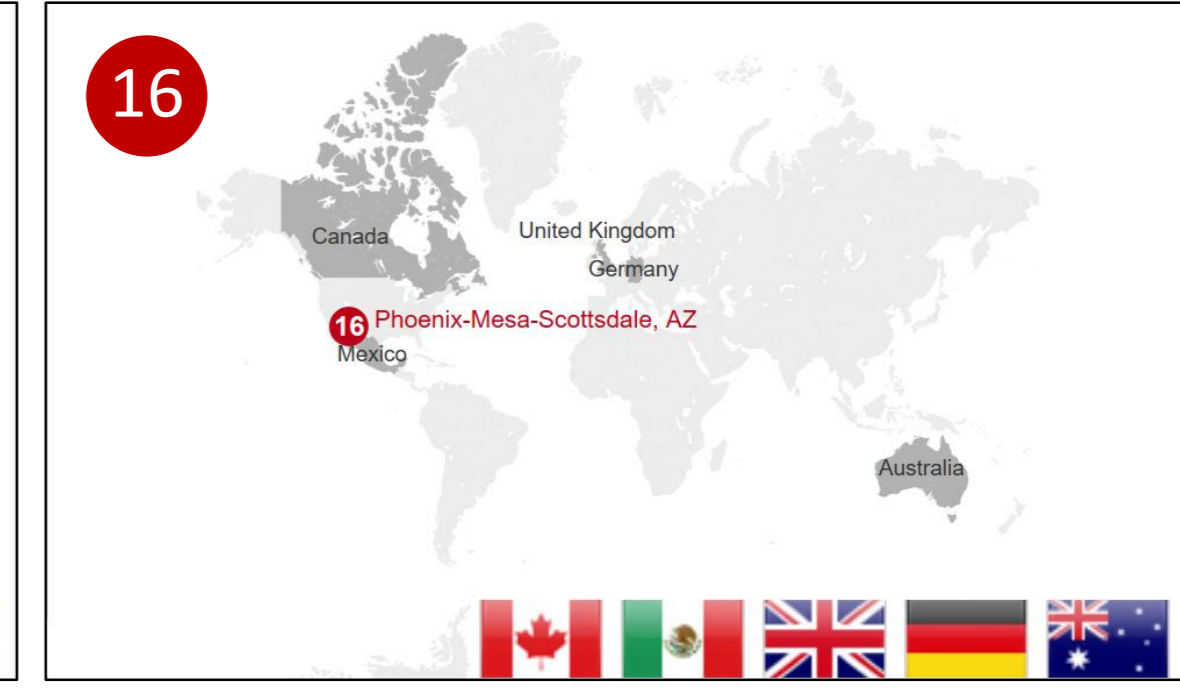 16
Canada
United Kingdom
Germany
16 Phoenix-Mesa-Scottsdale, AZ
Mexico
Australia